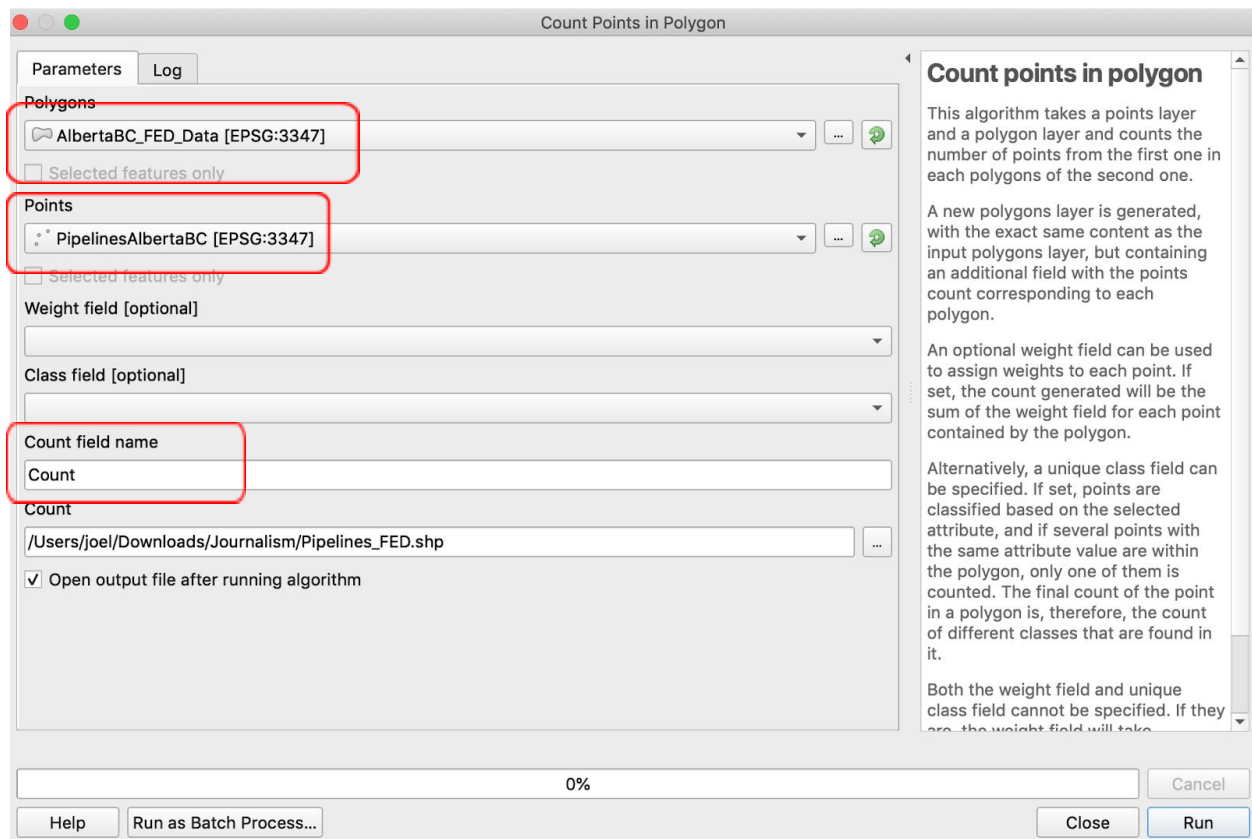 Count Points in Polygon
Parameters
Log
Polygons
AlbertaBC_FED_Data [EPSG:3347]
...
Selected features only
Points
PipelinesAlbertaBC [EPSG:3347]
...
Selected features only
Weight field [optional]
Class field [optional]
Count field name
Count
Count
/Users/joel/Downloads/Journalism/Pipelines_FED.shp
...
Open output file after running algorithm
Count points in polygon
This algorithm takes a points layer
and a polygon layer and counts the
number of points from the first one in
each polygons of the second one.
A new polygons layer is generated,
with the exact same content as the
input polygons layer, but containing
an additional field with the points
count corresponding to each
polygon.
An optional weight field can be used
to assign weights to each point. If
set, the count generated will be the
sum of the weight field for each point
contained by the polygon.
Alternatively, a unique class field can
be specified. If set, points are
classified based on the selected
attribute, and if several points with
the same attribute value are within
the polygon, only one of them is
counted. The final count of the point
in a polygon is, therefore, the count
of different classes that are found in
it.
Both the weight field and unique
class field cannot be specified. If they
are, the weight field will take
0%
Cancel
Help
Run as Batch Process...
Close
Run